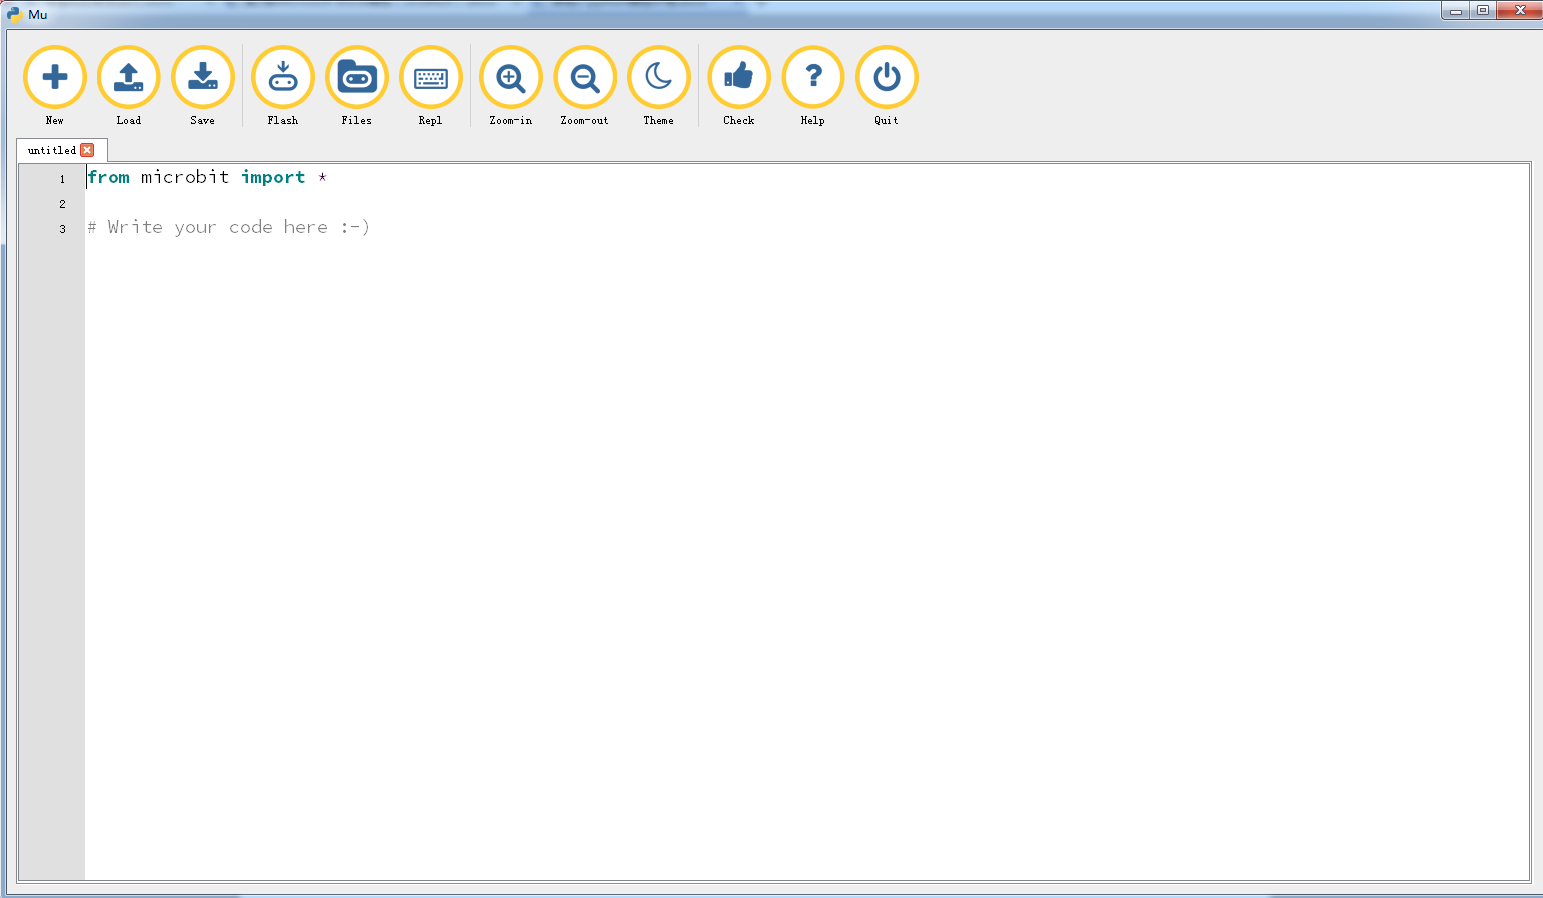 Mu
New Load Save Flash Files Repl Zoom-in Zoom-out Theme Check Help Quit
untitled
1 from microbit import *
2
3 # Write your code here :-)